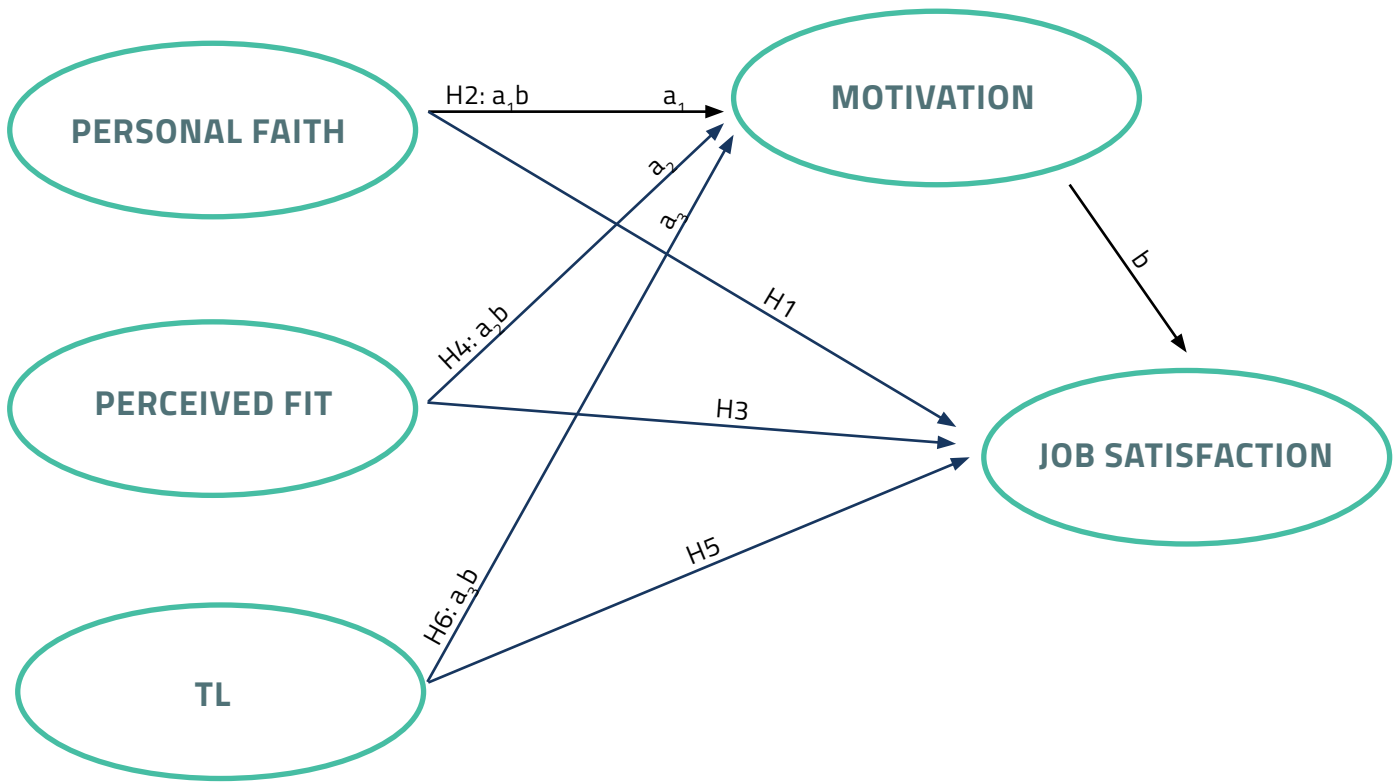 PERSONAL FAITH
H2: a₁b
a₁
MOTIVATION
a₂
a₃
b
H1
H4: a₂b
PERCEIVED FIT
H3
JOB SATISFACTION
H5
H6: a₃b
TL